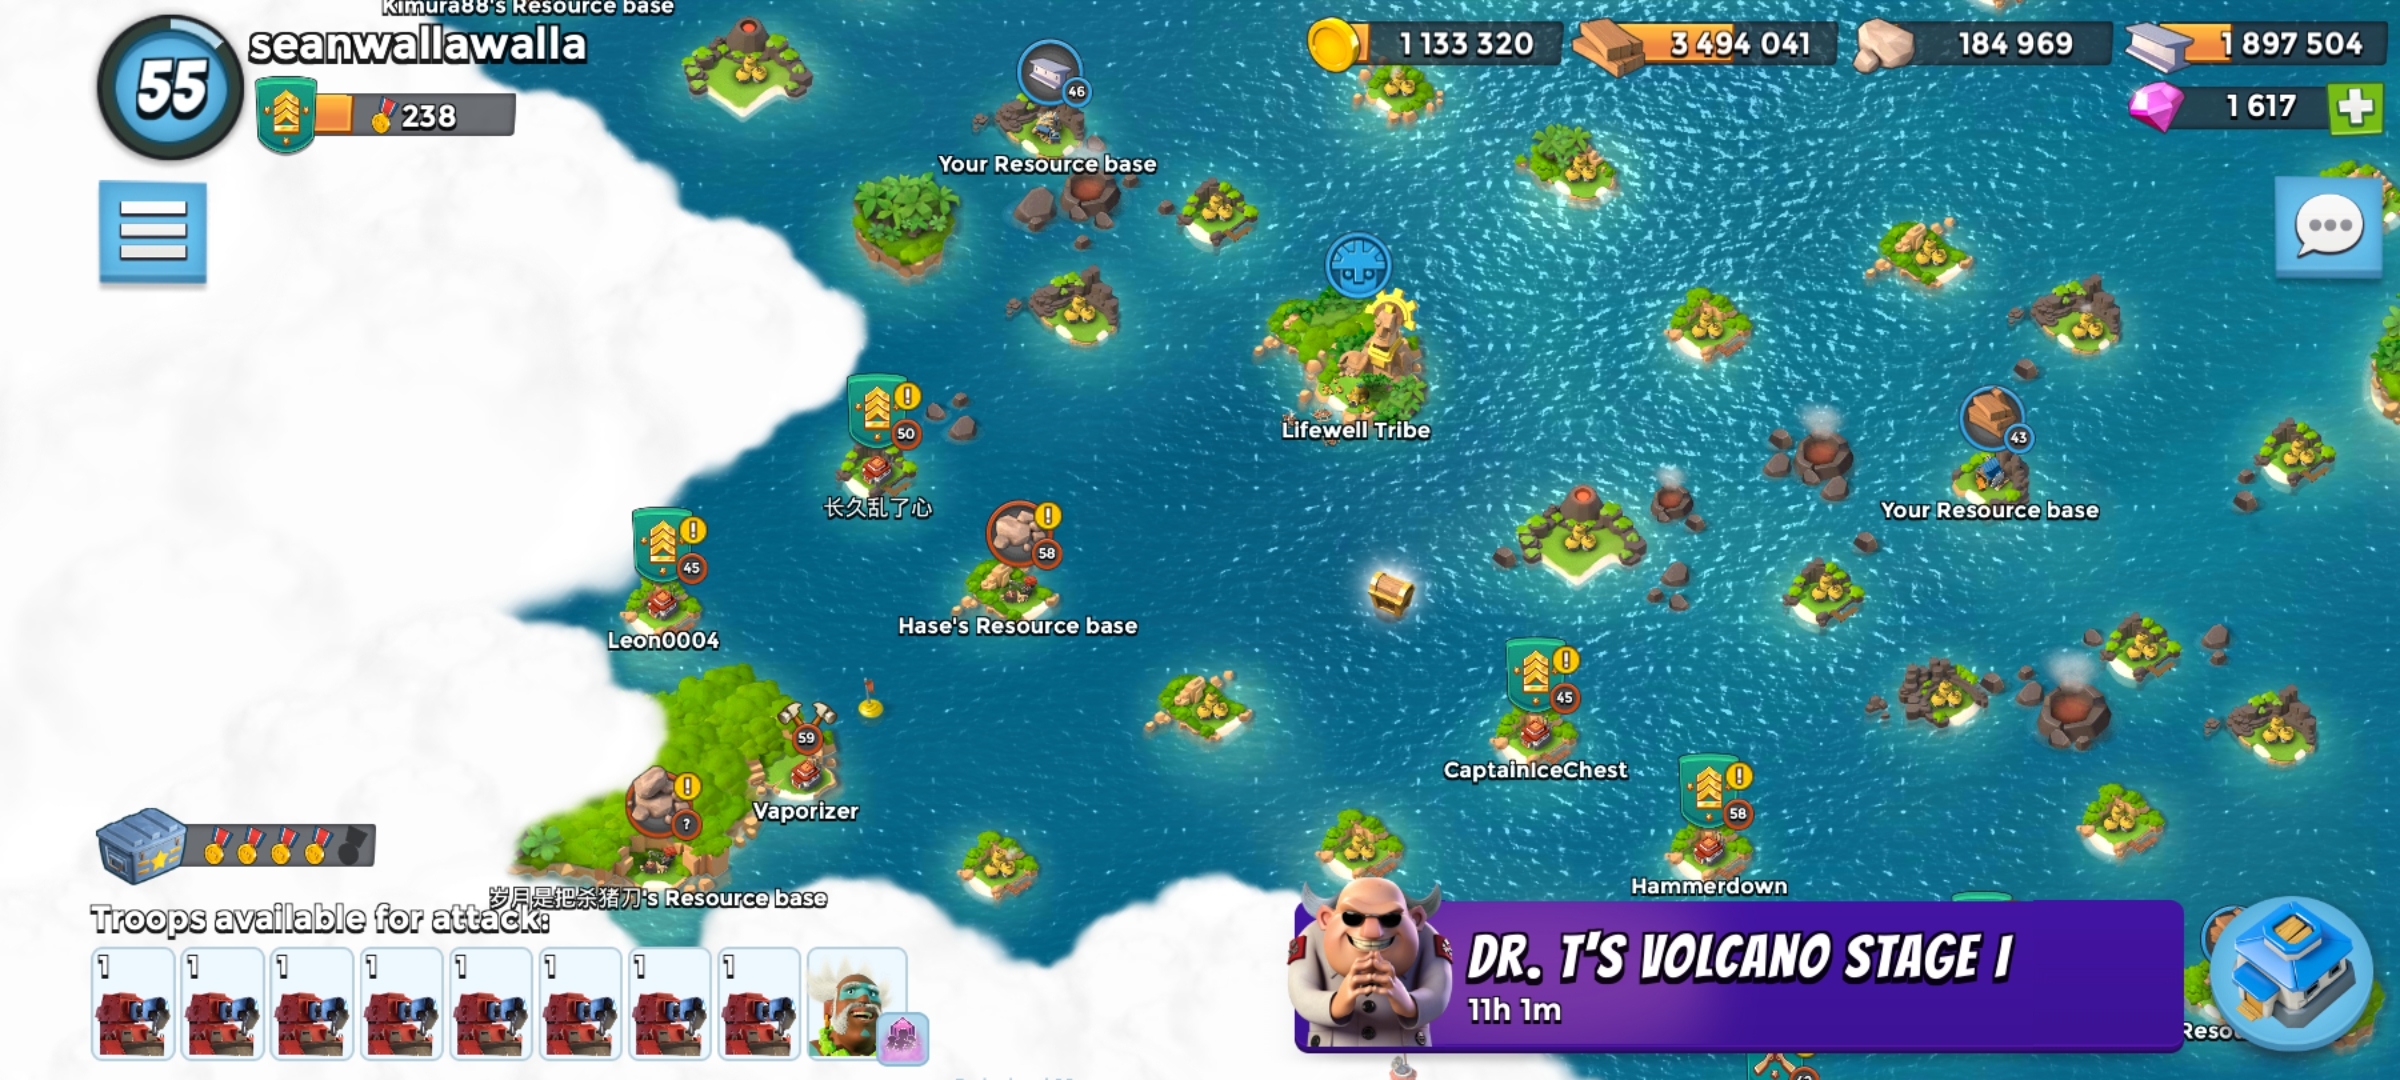 Kimura88's Resource base
55
seanwallawalla
238
1 133 320
3 494 041
184 969
1 897 504
1 617
46
Your Resource base
Lifewell Tribe
50
长久乱了心
43
Your Resource base
45
Leon0004
58
Hase's Resource base
45
CaptainIceChest
59
Vaporizer
58
Hammerdown
?
岁月是把杀猪刀's Resource base
Troops available for attack:
1 1 1 1 1 1 1 1
DR. T'S VOLCANO STAGE I
11h 1m